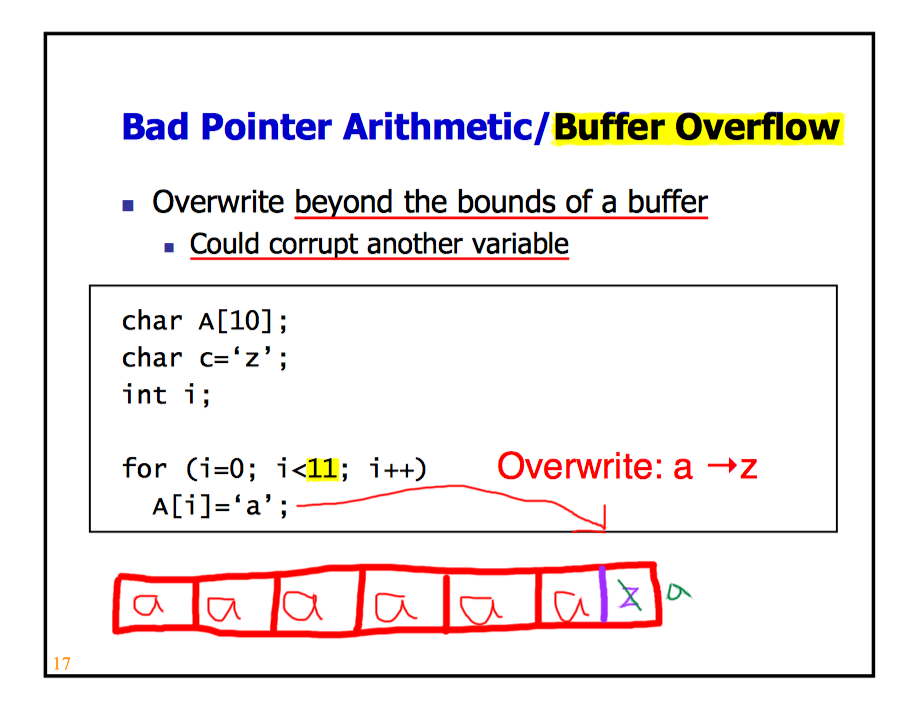 Bad Pointer Arithmetic/Buffer Overflow
Overwrite beyond the bounds of a buffer
Could corrupt another variable
char A[10];
char c=‘z’;
int i;
for (i=0; i<11; i++)
Overwrite: a →z
A[i]=‘a’;
a a a a a a z a
17